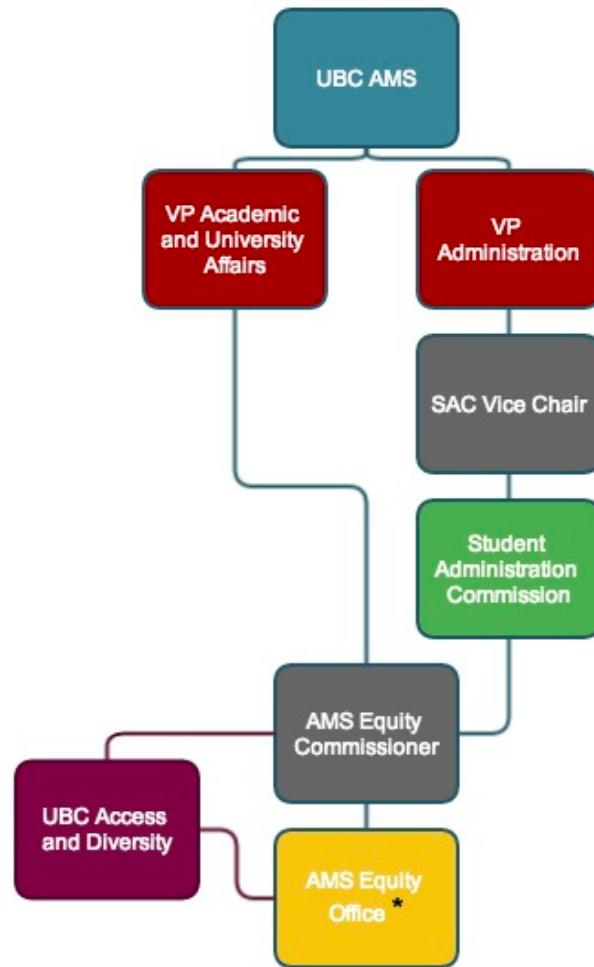 UBC AMS
VP Academic
and University
Affairs
VP
Administration
SAC Vice Chair
Student
Administration
Commission
AMS Equity
Commissioner
UBC Access
and Diversity
AMS Equity
Office *